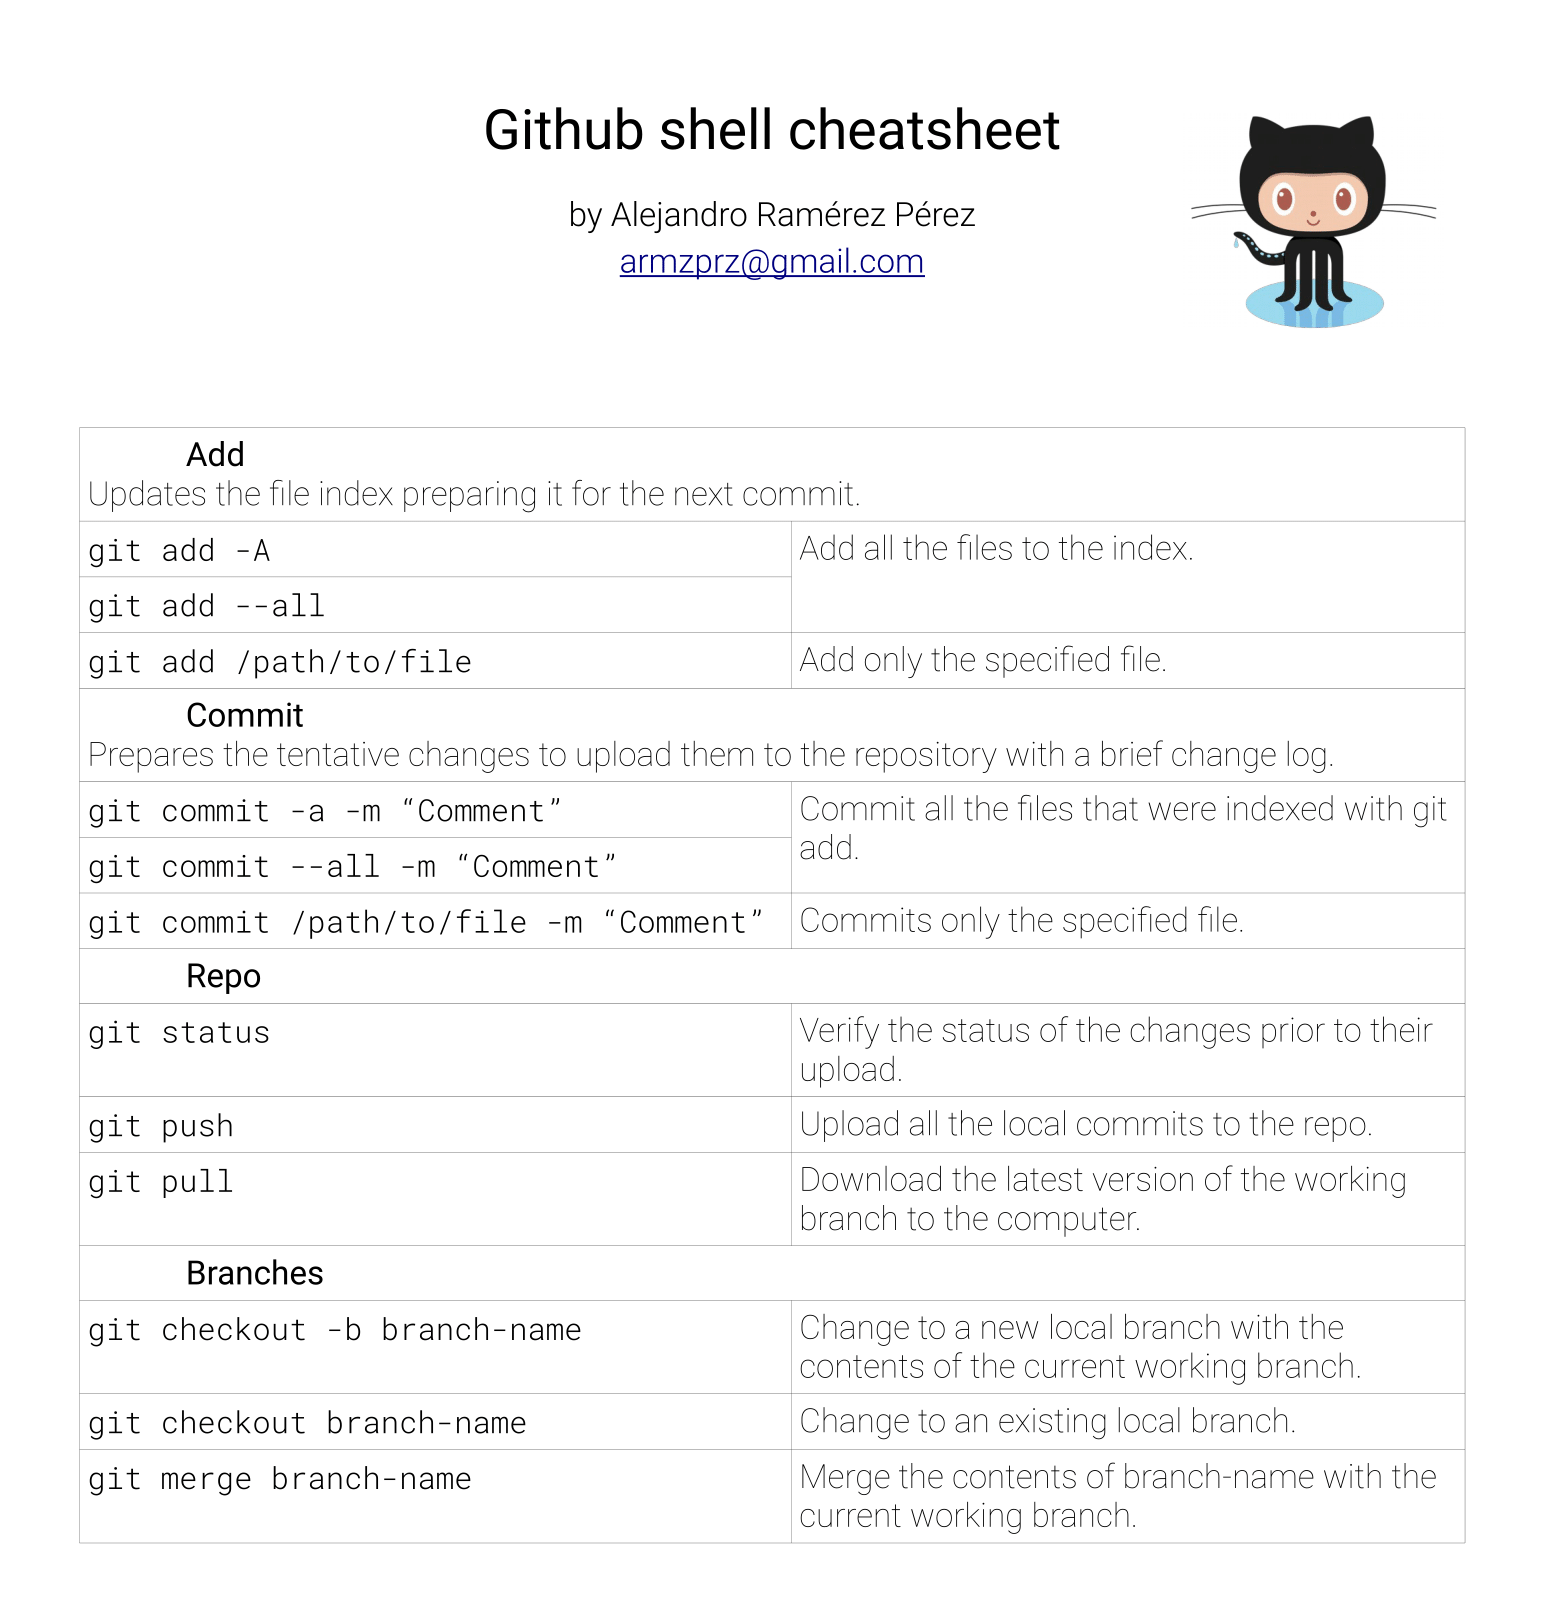 Github shell cheatsheet
by Alejandro Ramérez Pérez
armzprz@gmail.com
Add
Updates the file index preparing it for the next commit.
git add -A
Add all the files to the index.
git add --all
git add /path/to/file
Add only the specified file.
Commit
Prepares the tentative changes to upload them to the repository with a brief change log.
git commit -a -m “Comment”
Commit all the files that were indexed with git
add.
git commit --all -m “Comment”
git commit /path/to/file -m “Comment”
Commits only the specified file.
Repo
git status
Verify the status of the changes prior to their
upload.
git push
Upload all the local commits to the repo.
git pull
Download the latest version of the working
branch to the computer.
Branches
git checkout -b branch-name
Change to a new local branch with the
contents of the current working branch.
git checkout branch-name
Change to an existing local branch.
git merge branch-name
Merge the contents of branch-name with the
current working branch.